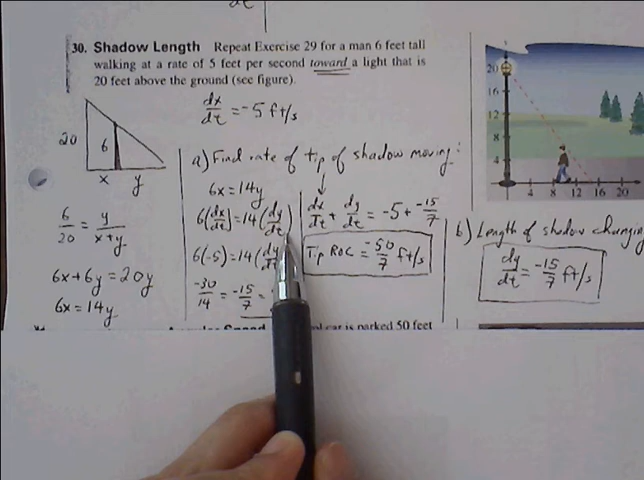 30. Shadow Length Repeat Exercise 29 for a man 6 feet tall
walking at a rate of 5 feet per second toward a light that is
20 feet above the ground (see figure).
dx/dt = -5 ft/s
20
6
x y
6/20 = y/(x+y)
6x + 6y = 20y
6x = 14y
a) Find rate of tip of shadow moving:
6x = 14y
6(dx/dt) = 14(dy/dt)
6(-5) = 14(dy/dt
-30/14 = -15/7 =
dx/dt + dy/dt = -5 + -15/7
Tip ROC = -50/7 ft/s
b) Length of shadow changing
dy/dt = -15/7 ft/s
20
16
12
8
4
4 8 12 16 20
car is parked 50 feet